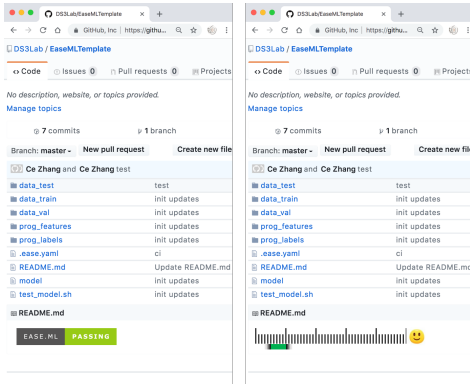 DS3Lab/EaseMLTemplate
GitHub, Inc | https://githu...
DS3Lab / EaseMLTemplate
Code Issues 0 Pull requests 0 Projects
No description, website, or topics provided.
Manage topics
7 commits 1 branch
Branch: master New pull request Create new file
Ce Zhang and Ce Zhang test
data_test test
data_train init updates
data_val init updates
prog_features init updates
prog_labels init updates
.ease.yaml ci
README.md Update README.md
model init updates
test_model.sh init updates
README.md
EASE.ML PASSING
DS3Lab/EaseMLTemplate
GitHub, Inc | https://githu...
DS3Lab / EaseMLTemplate
Code Issues 0 Pull requests 0 Projects
No description, website, or topics provided.
Manage topics
7 commits 1 branch
Branch: master New pull request Create new file
Ce Zhang and Ce Zhang test
data_test test
data_train init updates
data_val init updates
prog_features init updates
prog_labels init updates
.ease.yaml ci
README.md Update README.md
model init updates
test_model.sh init updates
README.md